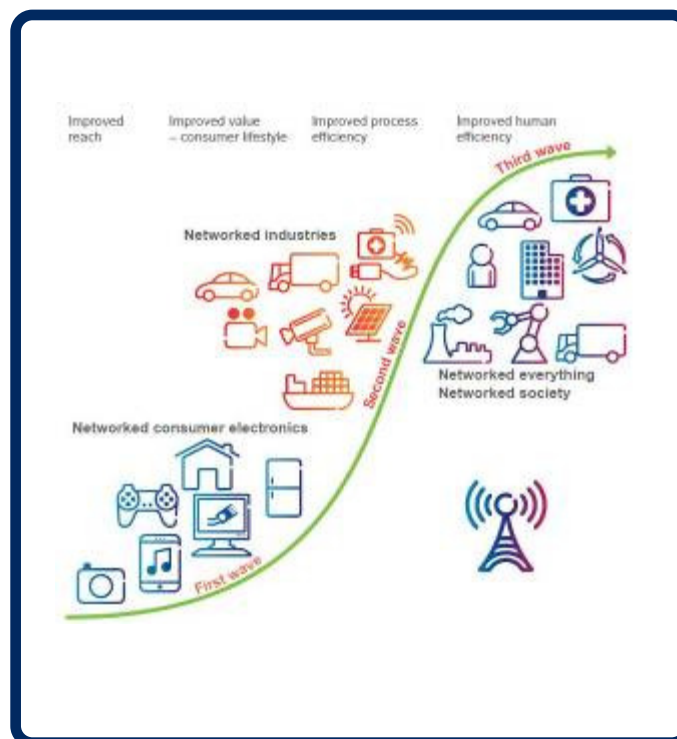 Improved
reach
Improved value
– consumer lifestyle
Improved process
efficiency
Improved human
efficiency
Third wave
Networked industries
Second wave
Networked everything
Networked society
Networked consumer electronics
First wave